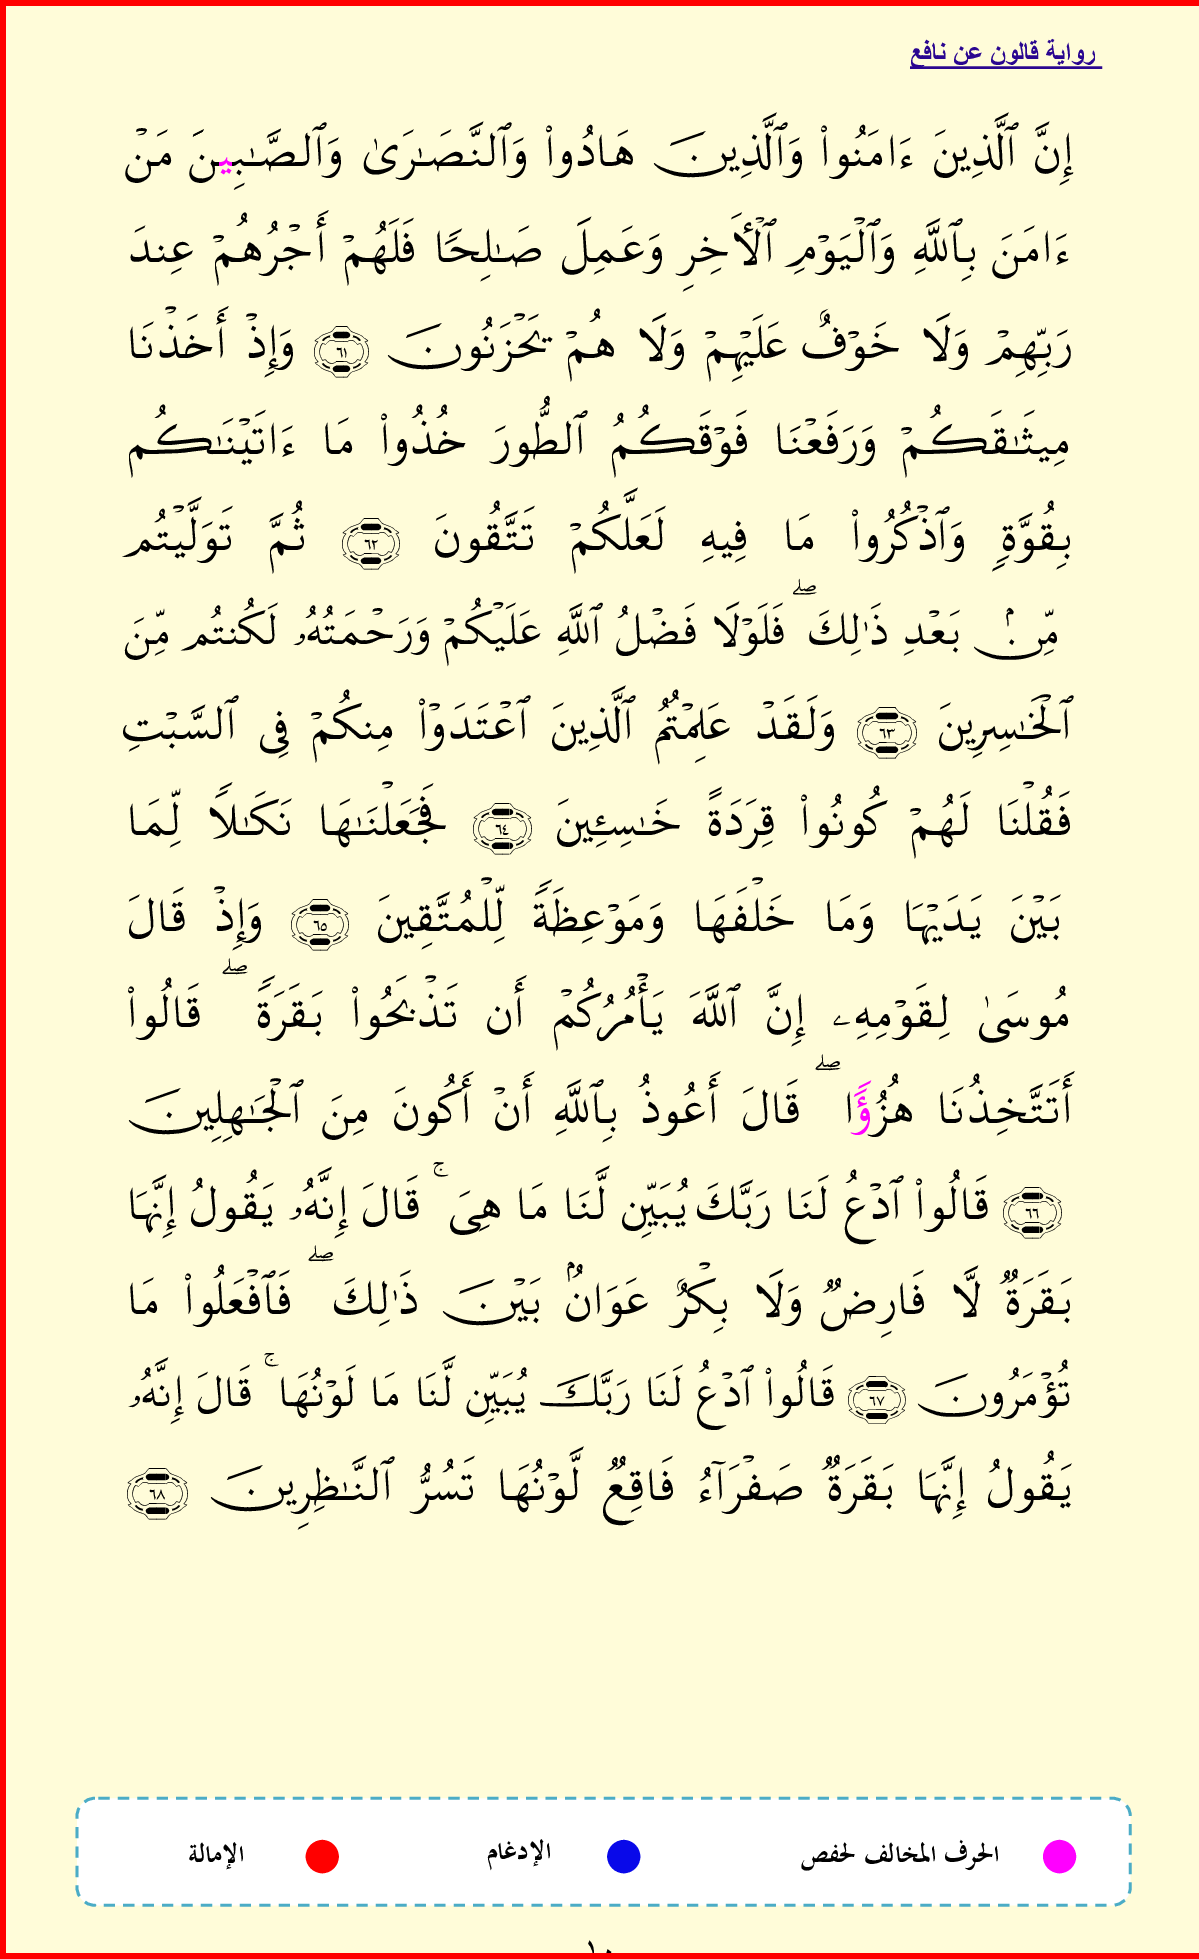 رواية قالون عن نافع
إِنَّ ٱلَّذِينَ ءَامَنُواْ وَٱلَّذِينَ هَادُواْ وَٱلنَّصَـٰرَىٰ وَٱلصَّـٰبِينَ مَنْ
ءَامَنَ بِٱللَّهِ وَٱلْيَوْمِ ٱلْأَخِرِ وَعَمِلَ صَـٰلِحًا فَلَهُمْ أَجْرُهُمْ عِندَ
رَبِّهِمْ وَلَا خَوْفٌ عَلَيْهِمْ وَلَا هُمْ يَحْزَنُونَ ٦١ وَإِذْ أَخَذْنَا
مِيثَـٰقَكُمْ وَرَفَعْنَا فَوْقَكُمُ ٱلطُّورَ خُذُواْ مَا ءَاتَيْنَـٰكُم
بِقُوَّةٍ وَٱذْكُرُواْ مَا فِيهِ لَعَلَّكُمْ تَتَّقُونَ ٦٢ ثُمَّ تَوَلَّيْتُم
مِّنۢ بَعْدِ ذَٰلِكَ ۖ فَلَوْلَا فَضْلُ ٱللَّهِ عَلَيْكُمْ وَرَحْمَتُهُۥ لَكُنتُم مِّنَ
ٱلْخَـٰسِرِينَ ٦٣ وَلَقَدْ عَلِمْتُمُ ٱلَّذِينَ ٱعْتَدَوْاْ مِنكُمْ فِى ٱلسَّبْتِ
فَقُلْنَا لَهُمْ كُونُواْ قِرَدَةً خَـٰسِـِٔينَ ٦٤ فَجَعَلْنَـٰهَا نَكَـٰلًا لِّمَا
بَيْنَ يَدَيْهَا وَمَا خَلْفَهَا وَمَوْعِظَةً لِّلْمُتَّقِينَ ٦٥ وَإِذْ قَالَ
مُوسَىٰ لِقَوْمِهِۦ إِنَّ ٱللَّهَ يَأْمُرُكُمْ أَن تَذْبَحُواْ بَقَرَةً ۖ قَالُواْ
أَتَتَّخِذُنَا هُزُؤًا ۖ قَالَ أَعُوذُ بِٱللَّهِ أَنْ أَكُونَ مِنَ ٱلْجَـٰهِلِينَ
٦٦ قَالُواْ ٱدْعُ لَنَا رَبَّكَ يُبَيِّن لَّنَا مَا هِىَ ۚ قَالَ إِنَّهُۥ يَقُولُ إِنَّهَا
بَقَرَةٌ لَّا فَارِضٌ وَلَا بِكْرٌ عَوَانٌۢ بَيْنَ ذَٰلِكَ ۖ فَٱفْعَلُواْ مَا
تُؤْمَرُونَ ٦٧ قَالُواْ ٱدْعُ لَنَا رَبَّكَ يُبَيِّن لَّنَا مَا لَوْنُهَا ۚ قَالَ إِنَّهُۥ
يَقُولُ إِنَّهَا بَقَرَةٌ صَفْرَآءُ فَاقِعٌ لَّوْنُهَا تَسُرُّ ٱلنَّـٰظِرِينَ ٦٨
الحرف المخالف لحفص الإدغام الإمالة
١٠